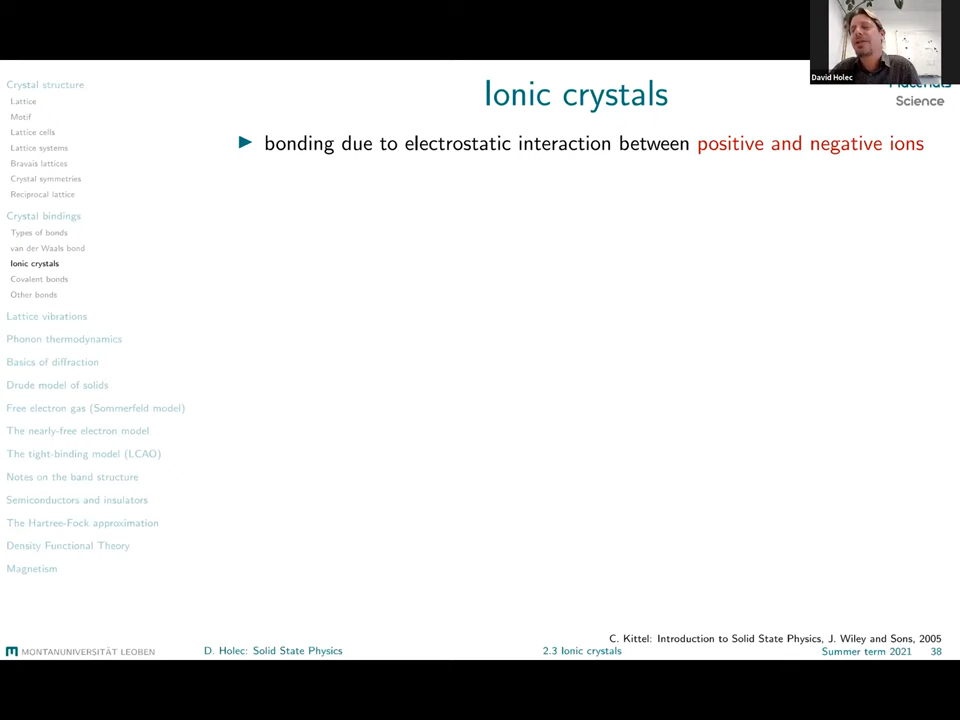 David Holec
Materials
Science
Ionic crystals
Crystal structure
Lattice
Motif
Lattice cells
Lattice systems
Bravais lattices
Crystal symmetries
Reciprocal lattice
Crystal bindings
Types of bonds
van der Waals bond
Ionic crystals
Covalent bonds
Other bonds
Lattice vibrations
Phonon thermodynamics
Basics of diffraction
Drude model of solids
Free electron gas (Sommerfeld model)
The nearly-free electron model
The tight-binding model (LCAO)
Notes on the band structure
Semiconductors and insulators
The Hartree-Fock approximation
Density Functional Theory
Magnetism
bonding due to electrostatic interaction between positive and negative ions
C. Kittel: Introduction to Solid State Physics, J. Wiley and Sons, 2005
MONTANUNIVERSITÄT LEOBEN
D. Holec: Solid State Physics
2.3 Ionic crystals
Summer term 2021 38